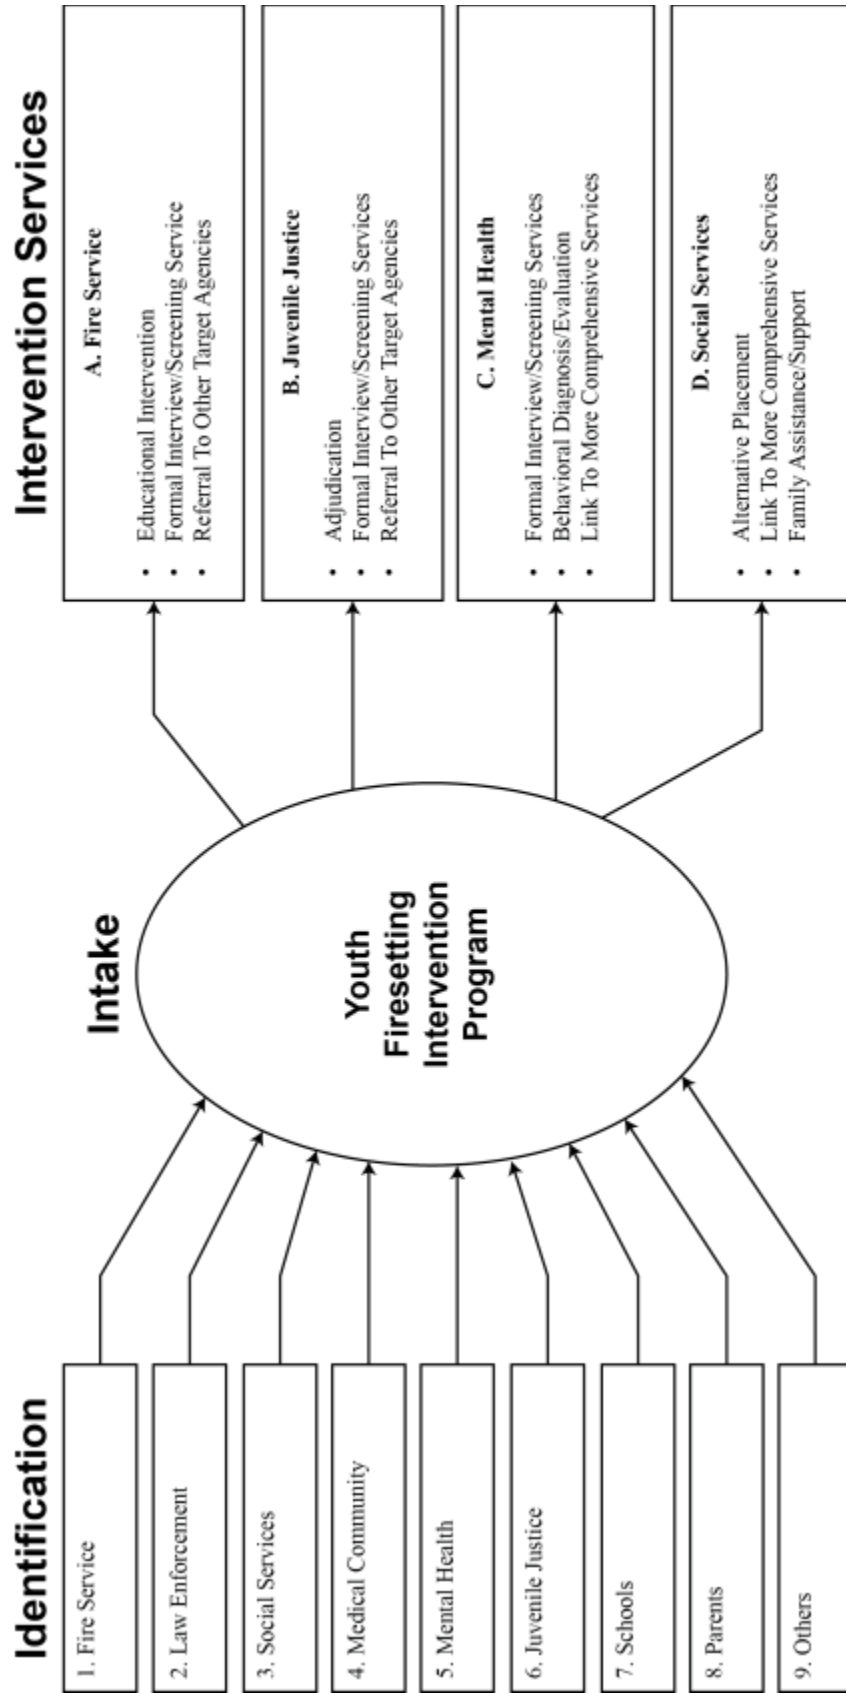 Identification
1. Fire Service
2. Law Enforcement
3. Social Services
4. Medical Community
5. Mental Health
6. Juvenile Justice
7. Schools
8. Parents
9. Others
Intake
Youth
Firesetting
Intervention
Program
Intervention Services
A. Fire Service
• Educational Intervention
• Formal Interview/Screening Service
• Referral To Other Target Agencies
B. Juvenile Justice
• Adjudication
• Formal Interview/Screening Services
• Referral To Other Target Agencies
C. Mental Health
• Formal Interview/Screening Services
• Behavioral Diagnosis/Evaluation
• Link To More Comprehensive Services
D. Social Services
• Alternative Placement
• Link To More Comprehensive Services
• Family Assistance/Support